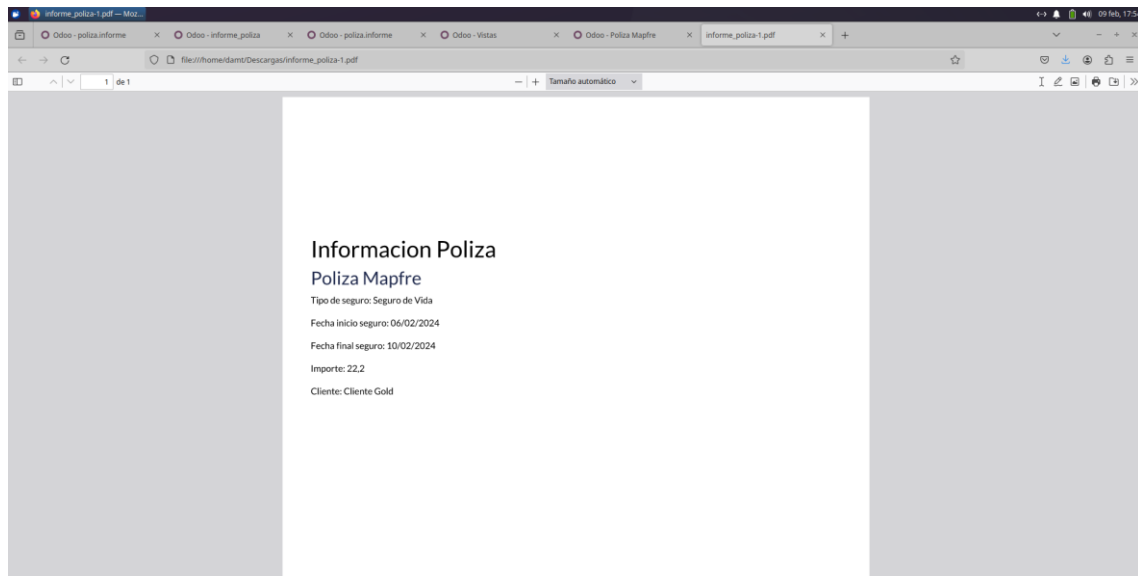 informe_poliza-1.pdf — Moz...
09 feb, 17:5
Odoo - poliza.informe
Odoo - informe_poliza
Odoo - poliza.informe
Odoo - Vistas
Odoo - Poliza Mapfre
informe_poliza-1.pdf
file:///home/damt/Descargas/informe_poliza-1.pdf
1 de 1
Tamaño automático
Informacion Poliza
Poliza Mapfre
Tipo de seguro: Seguro de Vida
Fecha inicio seguro: 06/02/2024
Fecha final seguro: 10/02/2024
Importe: 22,2
Cliente: Cliente Gold